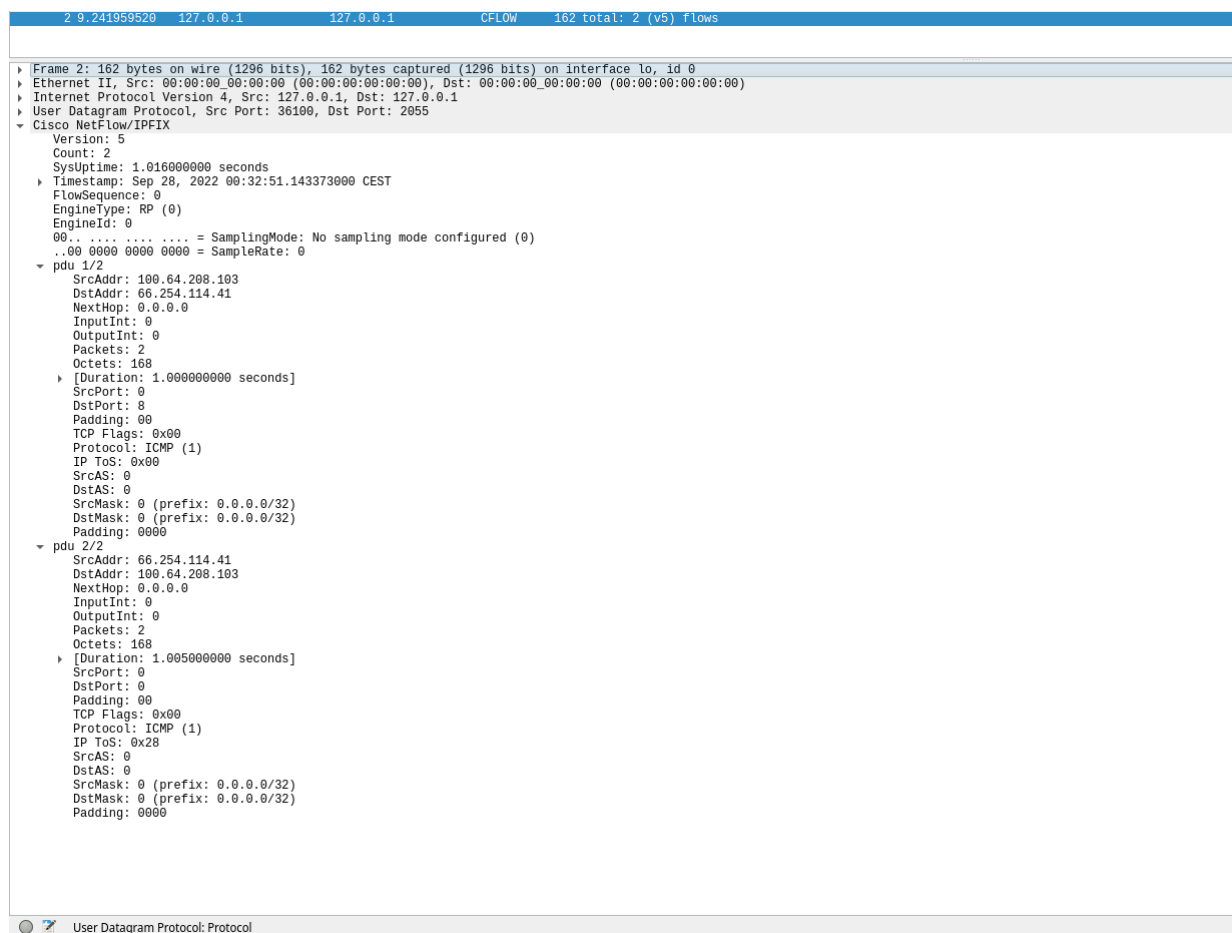 2 9.241959520 127.0.0.1 127.0.0.1 CFLOW 162 total: 2 (v5) flows
Frame 2: 162 bytes on wire (1296 bits), 162 bytes captured (1296 bits) on interface lo, id 0
Ethernet II, Src: 00:00:00_00:00:00 (00:00:00:00:00:00), Dst: 00:00:00_00:00:00 (00:00:00:00:00:00)
Internet Protocol Version 4, Src: 127.0.0.1, Dst: 127.0.0.1
User Datagram Protocol, Src Port: 36100, Dst Port: 2055
Cisco NetFlow/IPFIX
Version: 5
Count: 2
SysUptime: 1.016000000 seconds
Timestamp: Sep 28, 2022 00:32:51.143373000 CEST
FlowSequence: 0
EngineType: RP (0)
EngineId: 0
00.. .... .... .... = SamplingMode: No sampling mode configured (0)
..00 0000 0000 0000 = SampleRate: 0
pdu 1/2
SrcAddr: 100.64.208.103
DstAddr: 66.254.114.41
NextHop: 0.0.0.0
InputInt: 0
OutputInt: 0
Packets: 2
Octets: 168
[Duration: 1.000000000 seconds]
SrcPort: 0
DstPort: 8
Padding: 00
TCP Flags: 0x00
Protocol: ICMP (1)
IP ToS: 0x00
SrcAS: 0
DstAS: 0
SrcMask: 0 (prefix: 0.0.0.0/32)
DstMask: 0 (prefix: 0.0.0.0/32)
Padding: 0000
pdu 2/2
SrcAddr: 66.254.114.41
DstAddr: 100.64.208.103
NextHop: 0.0.0.0
InputInt: 0
OutputInt: 0
Packets: 2
Octets: 168
[Duration: 1.005000000 seconds]
SrcPort: 0
DstPort: 0
Padding: 00
TCP Flags: 0x00
Protocol: ICMP (1)
IP ToS: 0x28
SrcAS: 0
DstAS: 0
SrcMask: 0 (prefix: 0.0.0.0/32)
DstMask: 0 (prefix: 0.0.0.0/32)
Padding: 0000
User Datagram Protocol: Protocol